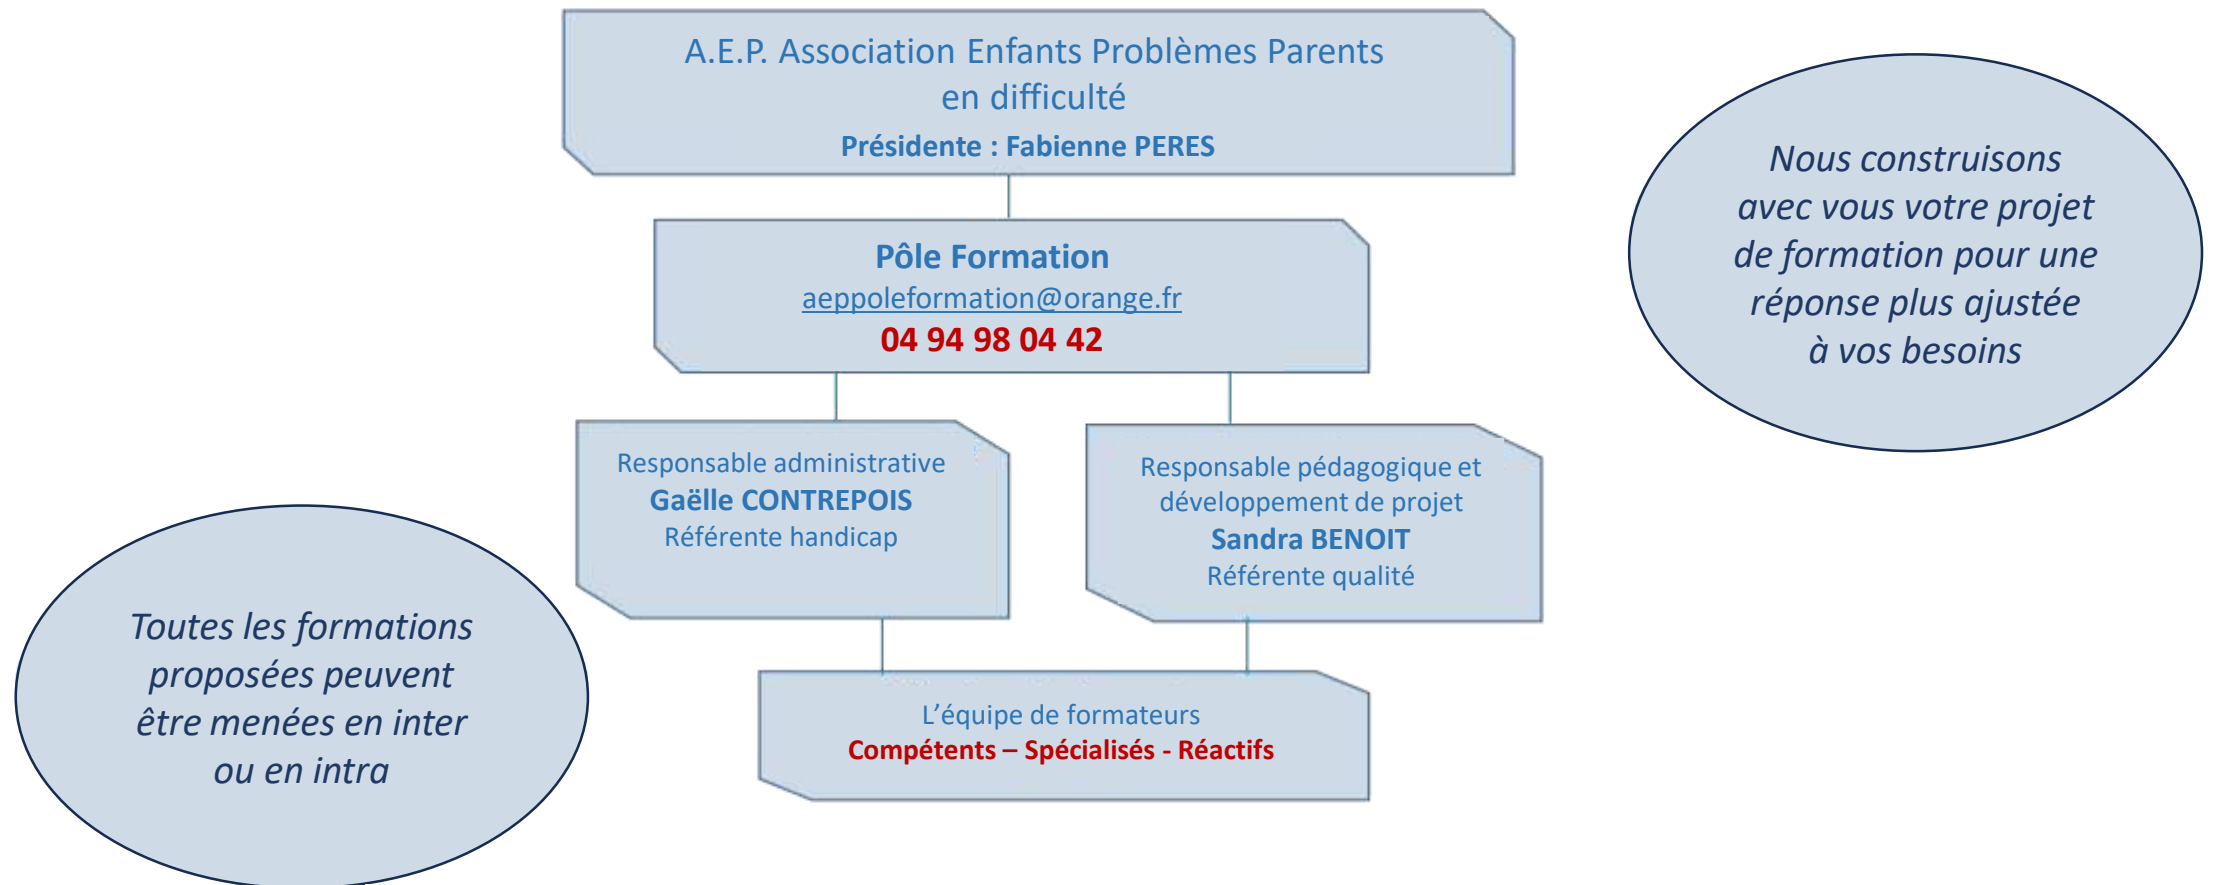 A.E.P. Association Enfants Problèmes Parents
en difficulté
Présidente : Fabienne PERES
Nous construisons
avec vous votre projet
de formation pour une
réponse plus ajustée
à vos besoins
Pôle Formation
aeppoleformation@orange.fr
04 94 98 04 42
Responsable administrative
Gaëlle CONTREPOIS
Référente handicap
Responsable pédagogique et
développement de projet
Sandra BENOIT
Référente qualité
Toutes les formations
proposées peuvent
être menées en inter
ou en intra
L’équipe de formateurs
Compétents – Spécialisés - Réactifs